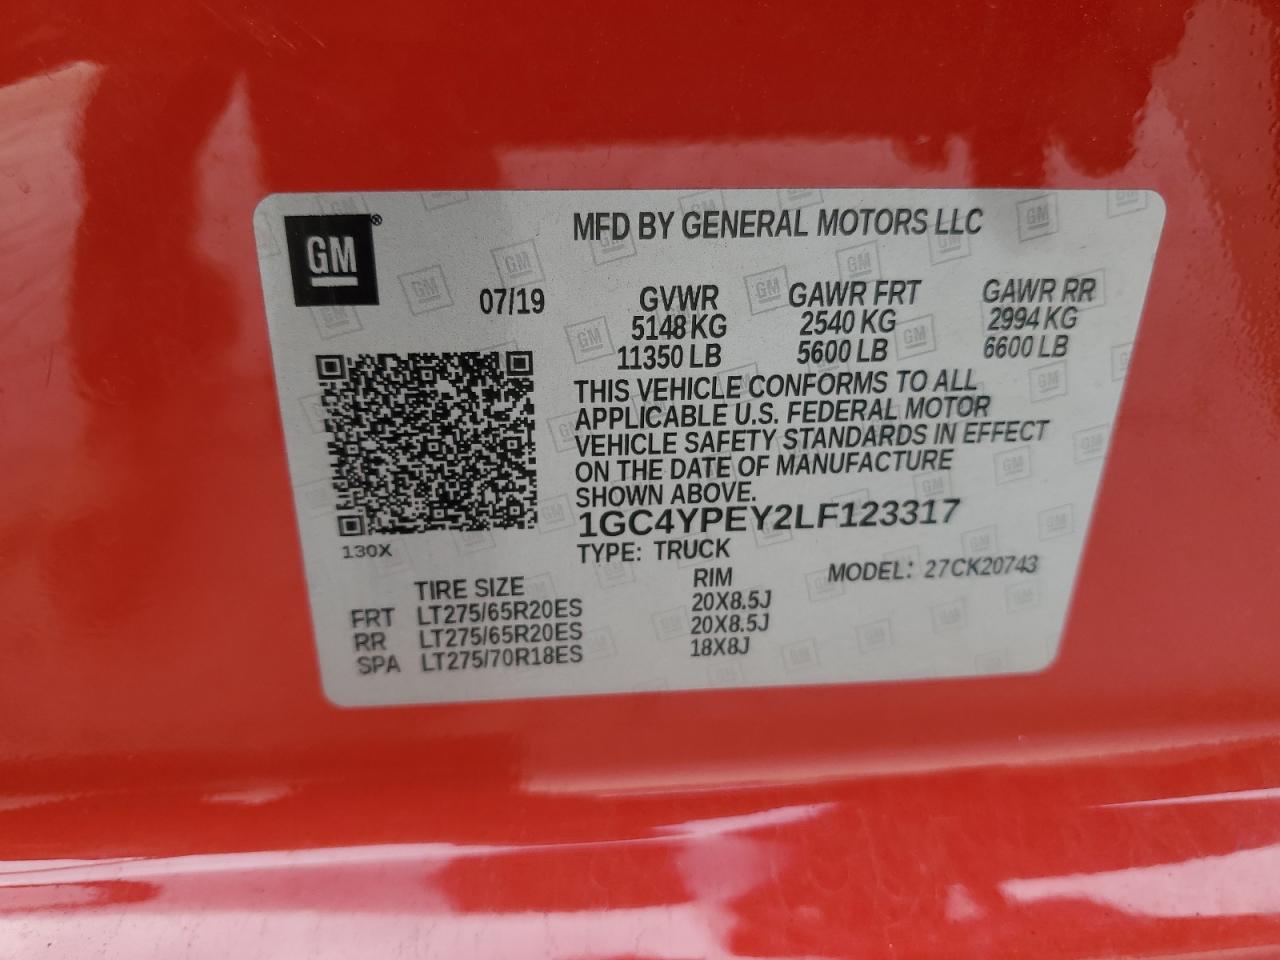 GM®
MFD BY GENERAL MOTORS LLC
07/19
GVWR GAWR FRT GAWR RR
5148 KG 2540 KG 2994 KG
11350 LB 5600 LB 6600 LB
THIS VEHICLE CONFORMS TO ALL
APPLICABLE U.S. FEDERAL MOTOR
VEHICLE SAFETY STANDARDS IN EFFECT
ON THE DATE OF MANUFACTURE
SHOWN ABOVE.
1GC4YPEY2LF123317
130X
TYPE: TRUCK MODEL: 27CK20743
TIRE SIZE RIM
FRT LT275/65R20ES 20X8.5J
RR LT275/65R20ES 20X8.5J
SPA LT275/70R18ES 18X8J